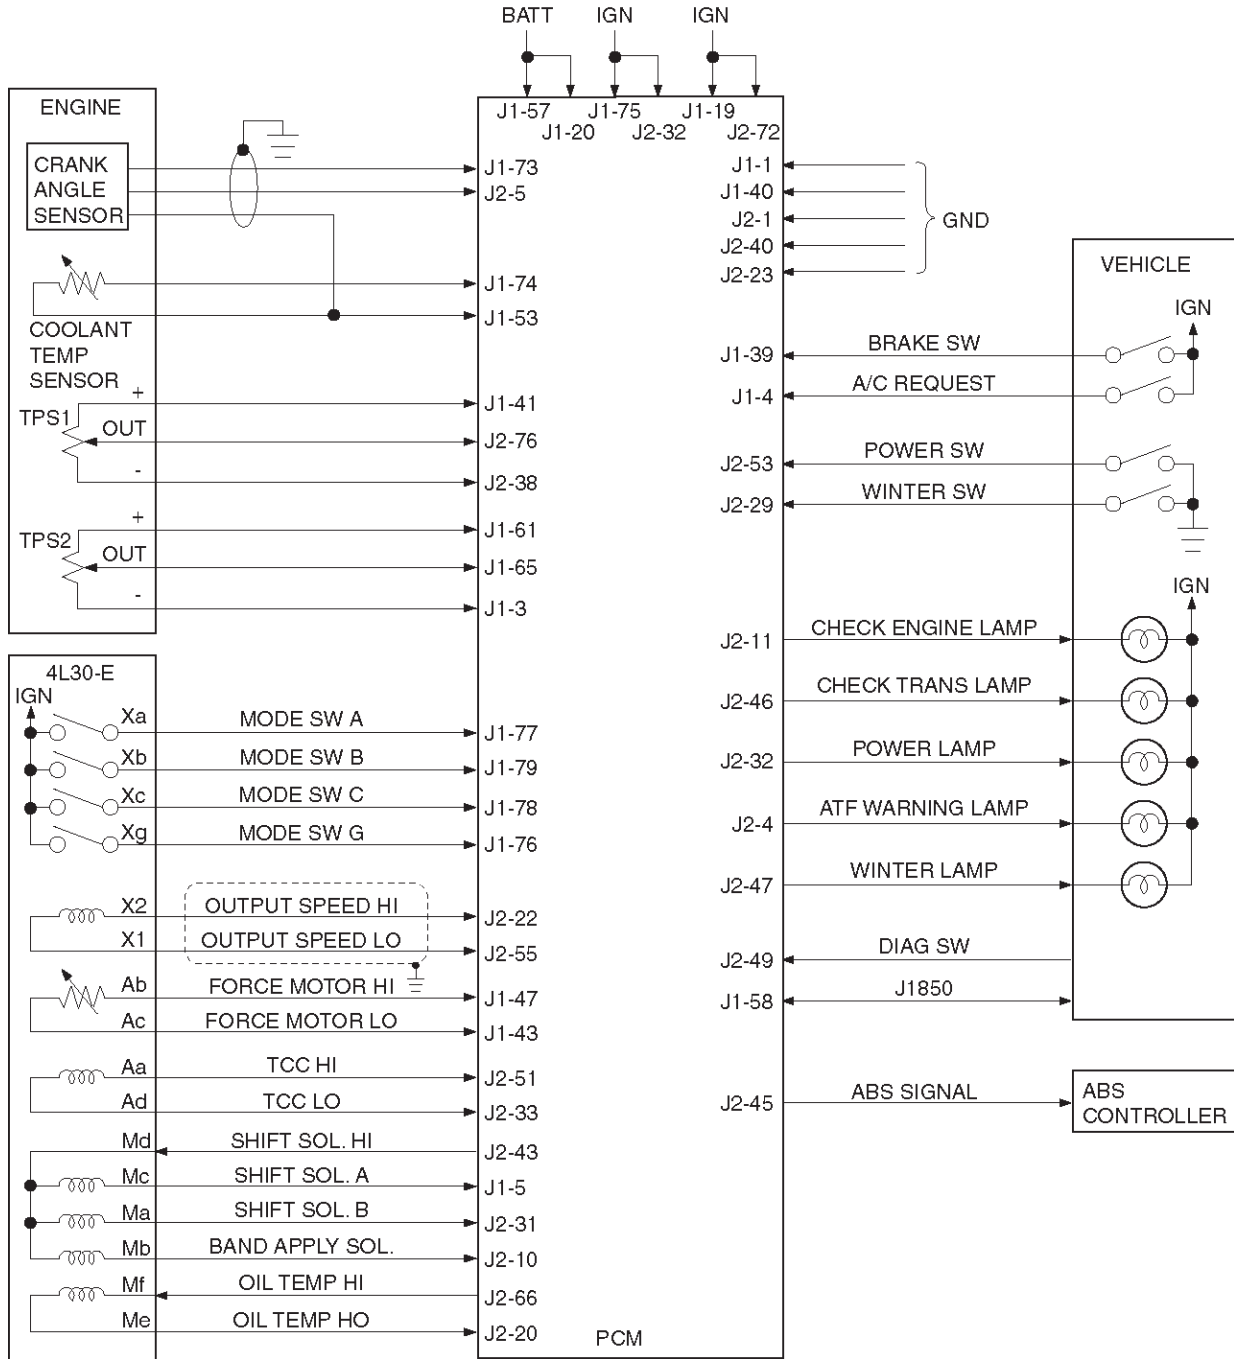 BATT IGN IGN
J1-57 J1-75 J1-19
J1-20 J2-32 J2-72
ENGINE
CRANK
ANGLE
SENSOR
J1-73
J2-5
J1-74
J1-53
COOLANT
TEMP
SENSOR
TPS1
+
OUT
-
J1-41
J2-76
J2-38
TPS2
+
OUT
-
J1-61
J1-65
J1-3
4L30-E
IGN
Xa MODE SW A J1-77
Xb MODE SW B J1-79
Xc MODE SW C J1-78
Xg MODE SW G J1-76
X2 OUTPUT SPEED HI J2-22
X1 OUTPUT SPEED LO J2-55
Ab FORCE MOTOR HI J1-47
Ac FORCE MOTOR LO J1-43
Aa TCC HI J2-51
Ad TCC LO J2-33
Md SHIFT SOL. HI J2-43
Mc SHIFT SOL. A J1-5
Ma SHIFT SOL. B J2-31
Mb BAND APPLY SOL. J2-10
Mf OIL TEMP HI J2-66
Me OIL TEMP HO J2-20
PCM
J1-1
J1-40
J2-1
J2-40
J2-23
GND
VEHICLE
IGN
J1-39 BRAKE SW
J1-4 A/C REQUEST
J2-53 POWER SW
J2-29 WINTER SW
IGN
J2-11 CHECK ENGINE LAMP
J2-46 CHECK TRANS LAMP
J2-32 POWER LAMP
J2-4 ATF WARNING LAMP
J2-47 WINTER LAMP
J2-49 DIAG SW
J1-58 J1850
J2-45 ABS SIGNAL
ABS
CONTROLLER